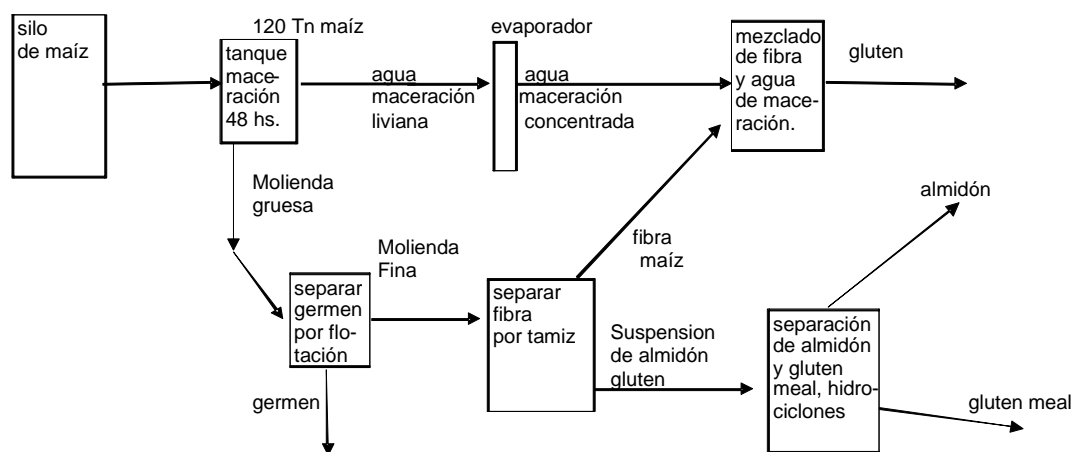 silo
de maíz
120 Tn maíz
tanque
mace-
ración
48 hs.
agua
maceración
liviana
evaporador
agua
maceración
concentrada
mezclado
de fibra
y agua
de mace-
ración.
gluten
Molienda
gruesa
Molienda
Fina
fibra
maíz
almidón
separar
germen
por flo-
tación
separar
fibra
por tamiz
Suspension
de almidón
gluten
separación
de almidón
y gluten
meal, hidro-
ciclones
germen
gluten meal